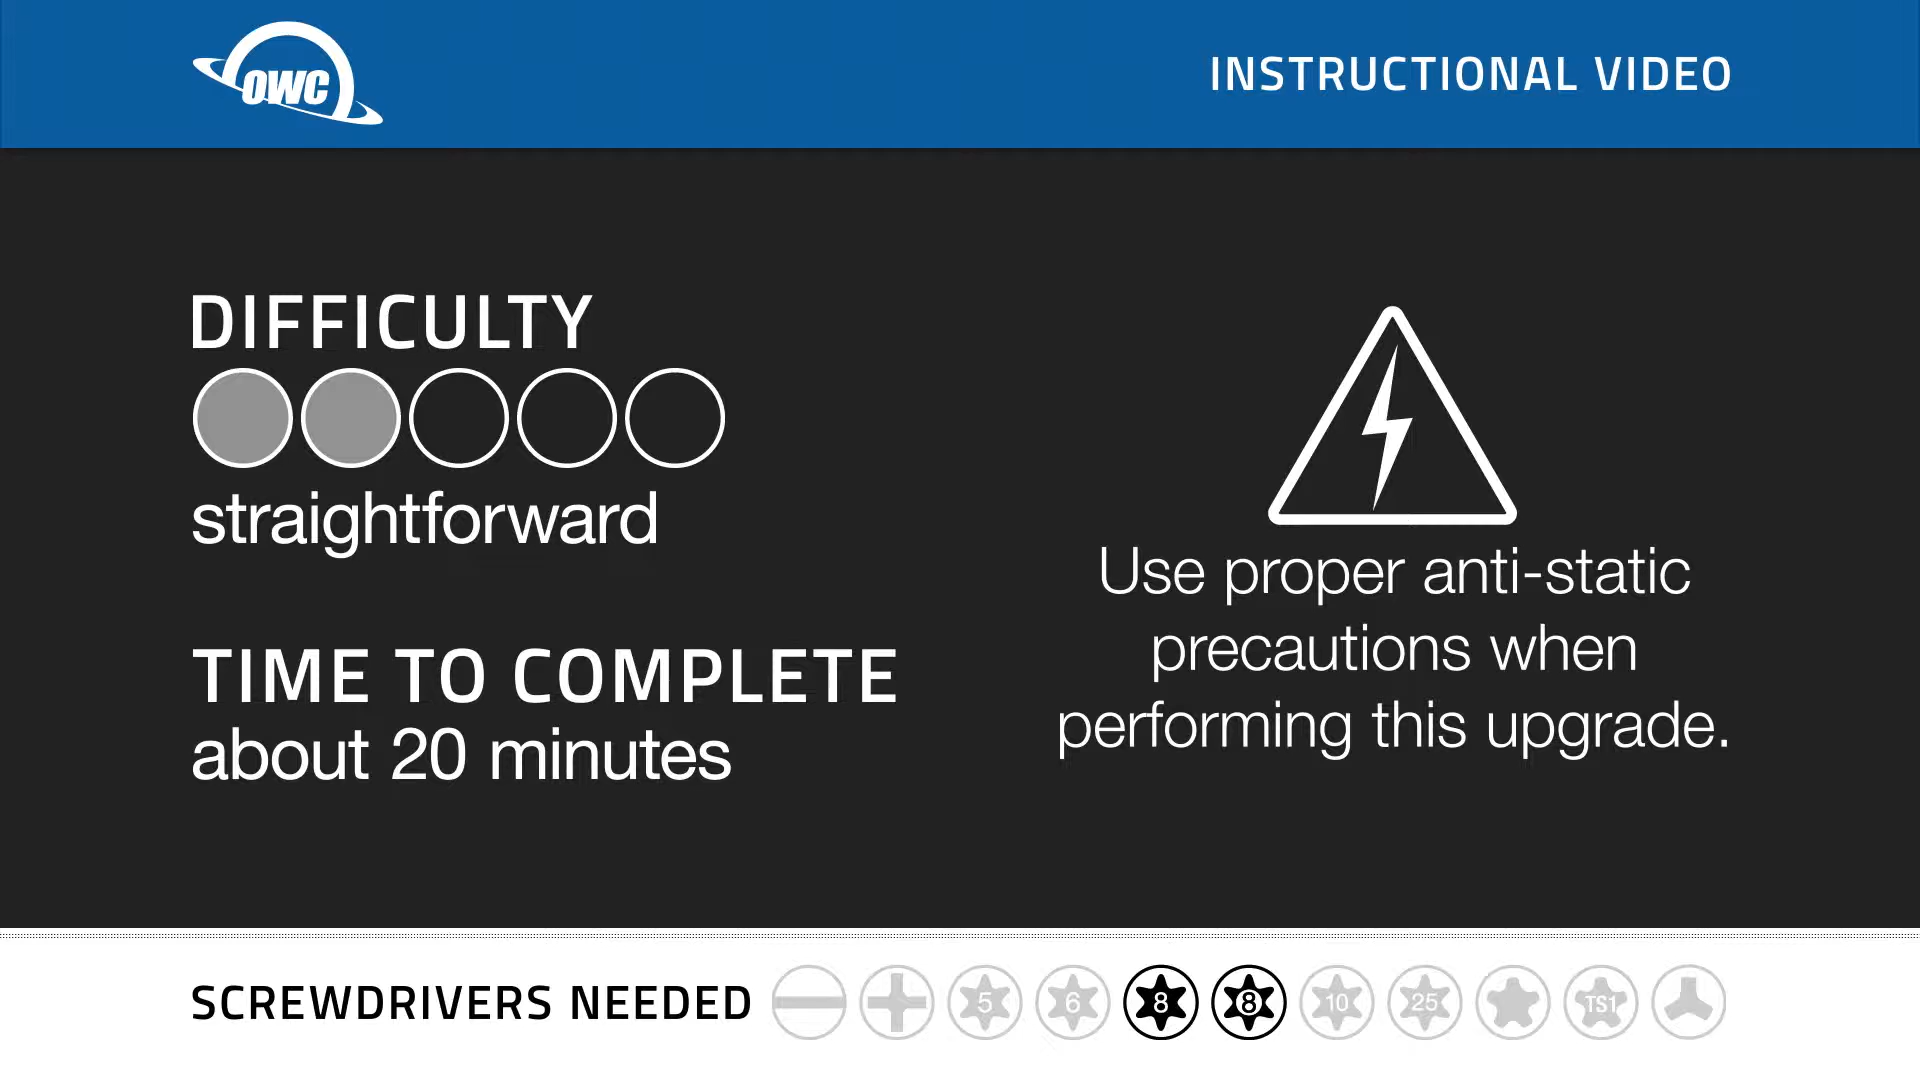 OWC
INSTRUCTIONAL VIDEO
DIFFICULTY
straightforward
TIME TO COMPLETE
about 20 minutes
Use proper anti-static
precautions when
performing this upgrade.
SCREWDRIVERS NEEDED 5 6 8 8 10 25 TS1